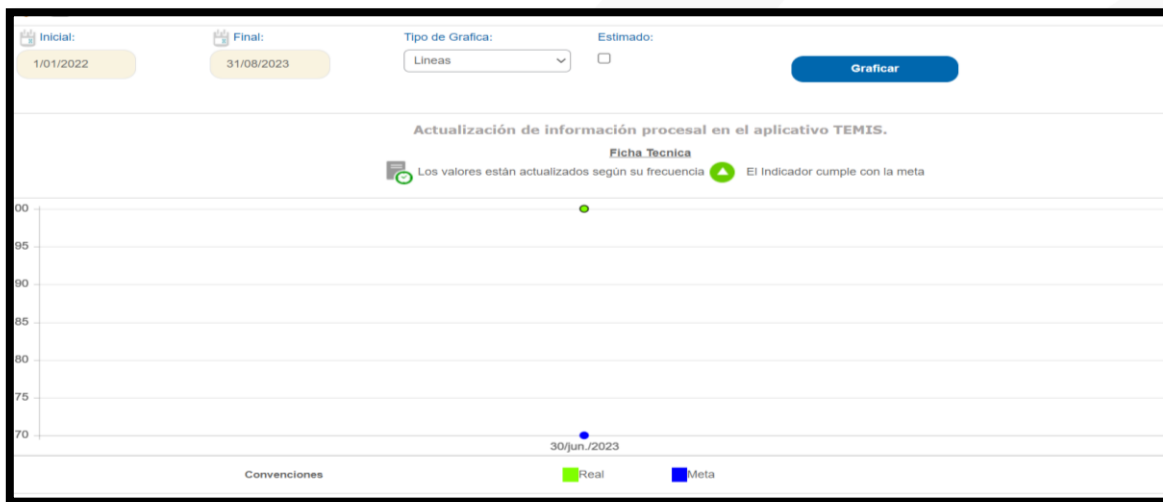 Inicial: Final: Tipo de Grafica: Estimado:
1/01/2022 31/08/2023 Lineas Graficar
Actualización de información procesal en el aplicativo TEMIS.
Ficha Tecnica
Los valores están actualizados según su frecuencia El Indicador cumple con la meta
00
95
90
85
80
75
70
30/jun./2023
Convenciones Real Meta